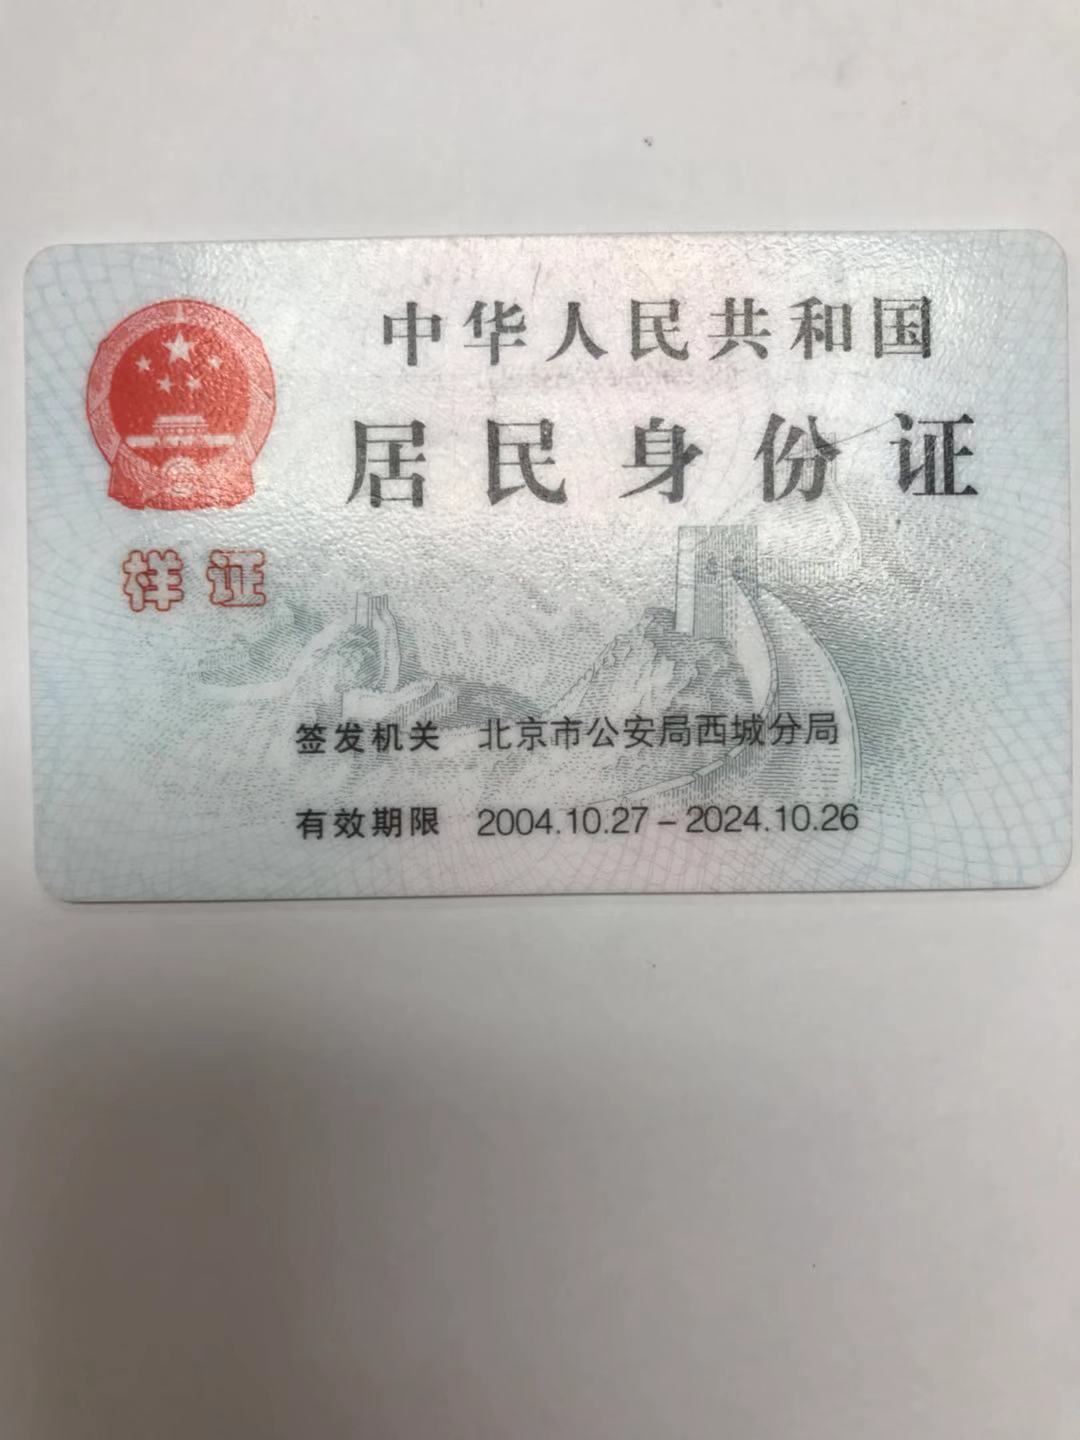 中华人民共和国
居民身份证
样证
签发机关 北京市公安局西城分局
有效期限 2004.10.27-2024.10.26